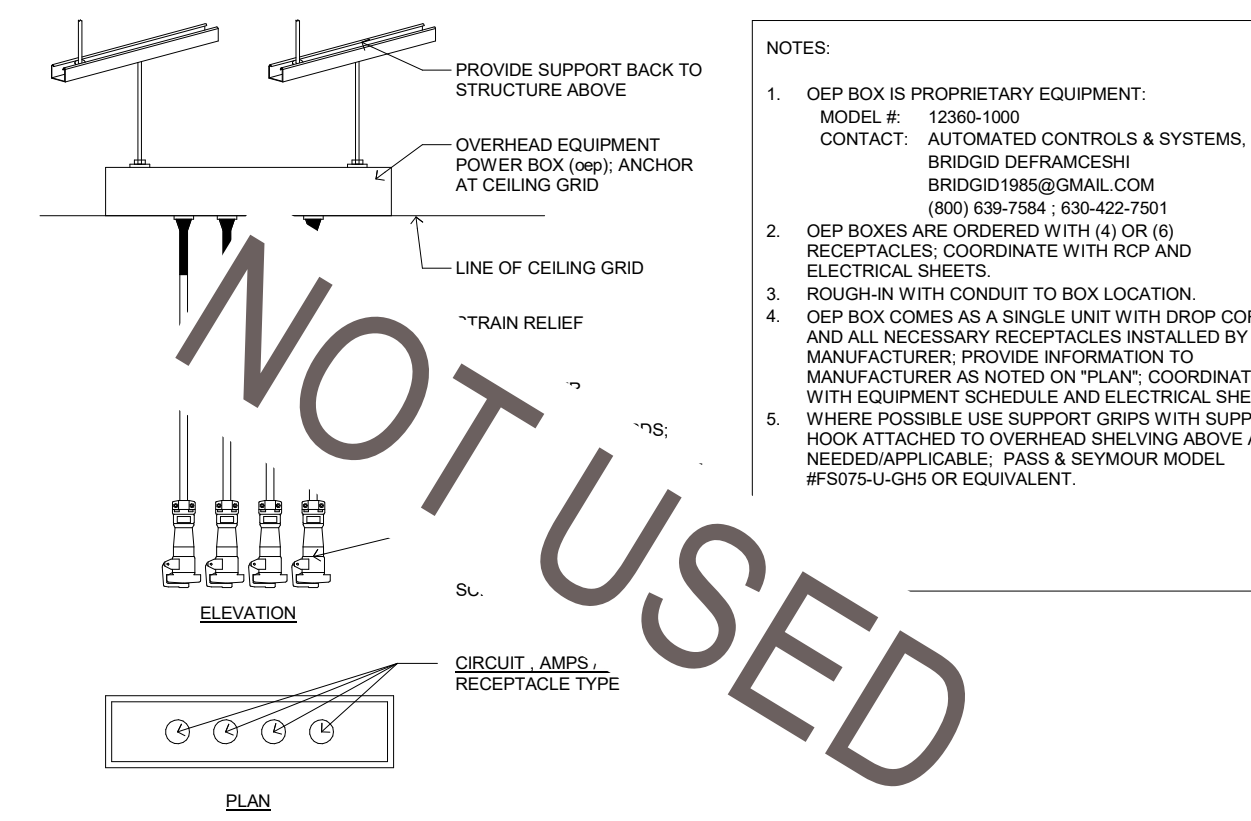 PROVIDE SUPPORT BACK TO
STRUCTURE ABOVE
OVERHEAD EQUIPMENT
POWER BOX (oep); ANCHOR
AT CEILING GRID
LINE OF CEILING GRID
RELIEF
ELEVATION
CIRCUIT , AMPS
RECEPTACLE TYPE
PLAN
NOT USED
NOTES:
1. OEP BOX IS PROPRIETARY EQUIPMENT:
MODEL #: 12360-1000
CONTACT: AUTOMATED CONTROLS & SYSTEMS,
BRIDGID DEFRAMCESHI
BRIDGID1985@GMAIL.COM
(800) 639-7584 ; 630-422-7501
2. OEP BOXES ARE ORDERED WITH (4) OR (6)
RECEPTACLES; COORDINATE WITH RCP AND
ELECTRICAL SHEETS.
3. ROUGH-IN WITH CONDUIT TO BOX LOCATION.
4. OEP BOX COMES AS A SINGLE UNIT WITH DROP
AND ALL NECESSARY RECEPTACLES INSTALLED BY
MANUFACTURER; PROVIDE INFORMATION TO
MANUFACTURER AS NOTED ON "PLAN";
WITH EQUIPMENT SCHEDULE AND ELECTRICAL
5. WHERE POSSIBLE USE SUPPORT GRIPS WITH
HOOK ATTACHED TO OVERHEAD SHELVING ABOVE
NEEDED/APPLICABLE; PASS & SEYMOUR MODEL
#FS075-U-GH5 OR EQUIVALENT.